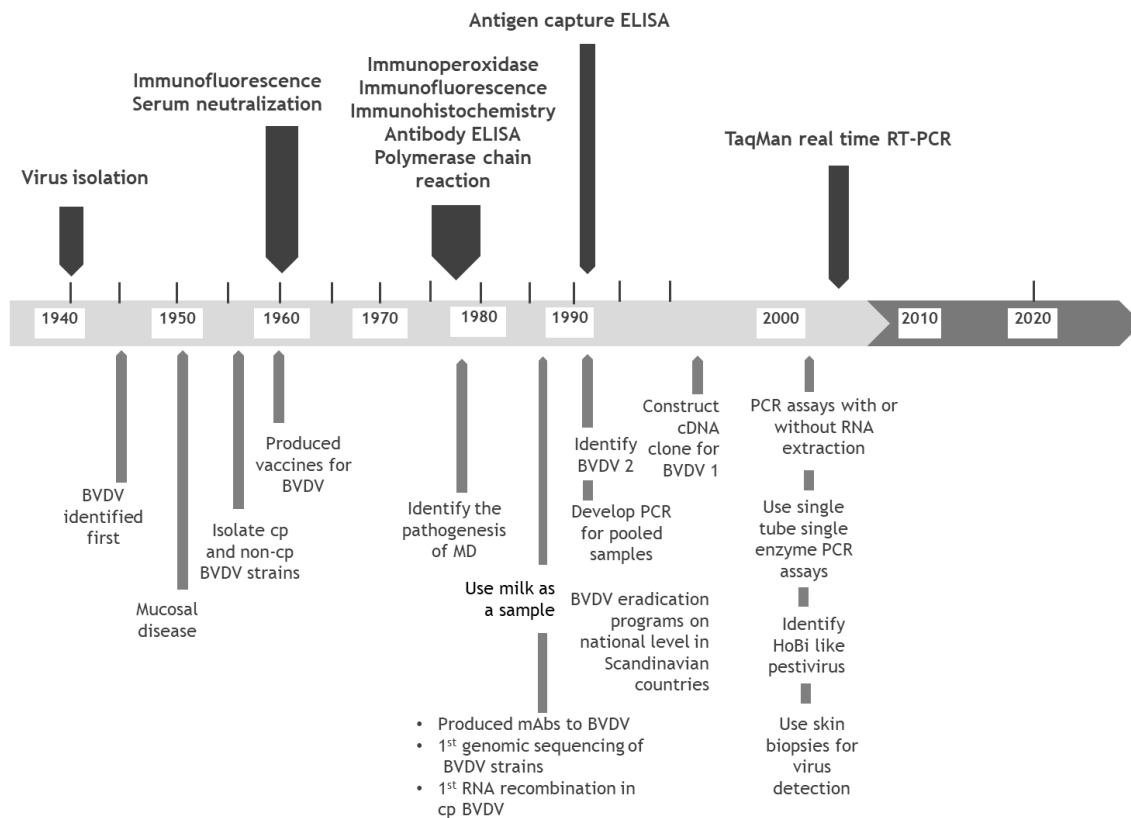 Antigen capture ELISA
Immunofluorescence
Serum neutralization
Immunoperoxidase
Immunofluorescence
Immunohistochemistry
Antibody ELISA
Polymerase chain
reaction
TaqMan real time RT-PCR
Virus isolation
1940
1950
1960
1970
1980
1990
2000
2010
2020
BVDV
identified
first
Mucosal
disease
Isolate cp
and non-cp
BVDV strains
Produced
vaccines for
BVDV
Identify the
pathogenesis
of MD
Use milk as
a sample
• Produced mAbs to BVDV
• 1st genomic sequencing of
BVDV strains
• 1st RNA recombination in
cp BVDV
Identify
BVDV 2
Develop PCR
for pooled
samples
BVDV eradication
programs on
national level in
Scandinavian
countries
Construct
cDNA
clone for
BVDV 1
PCR assays with or
without RNA
extraction
Use single
tube single
enzyme PCR
assays
Identify
HoBi like
pestivirus
Use skin
biopsies for
virus
detection